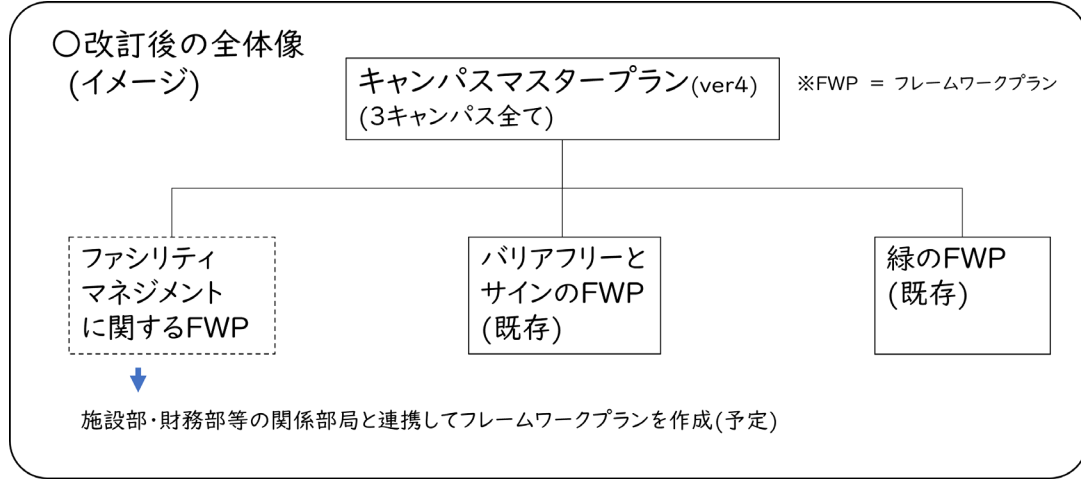 ○改訂後の全体像
(イメージ)
キャンパスマスタープラン(ver4)
(3キャンパス全て)
※FWP = フレームワークプラン
ファシリティ
マネジメント
に関するFWP
バリアフリーと
サインのFWP
(既存)
緑のFWP
(既存)
施設部・財務部等の関係部局と連携してフレームワークプランを作成(予定)